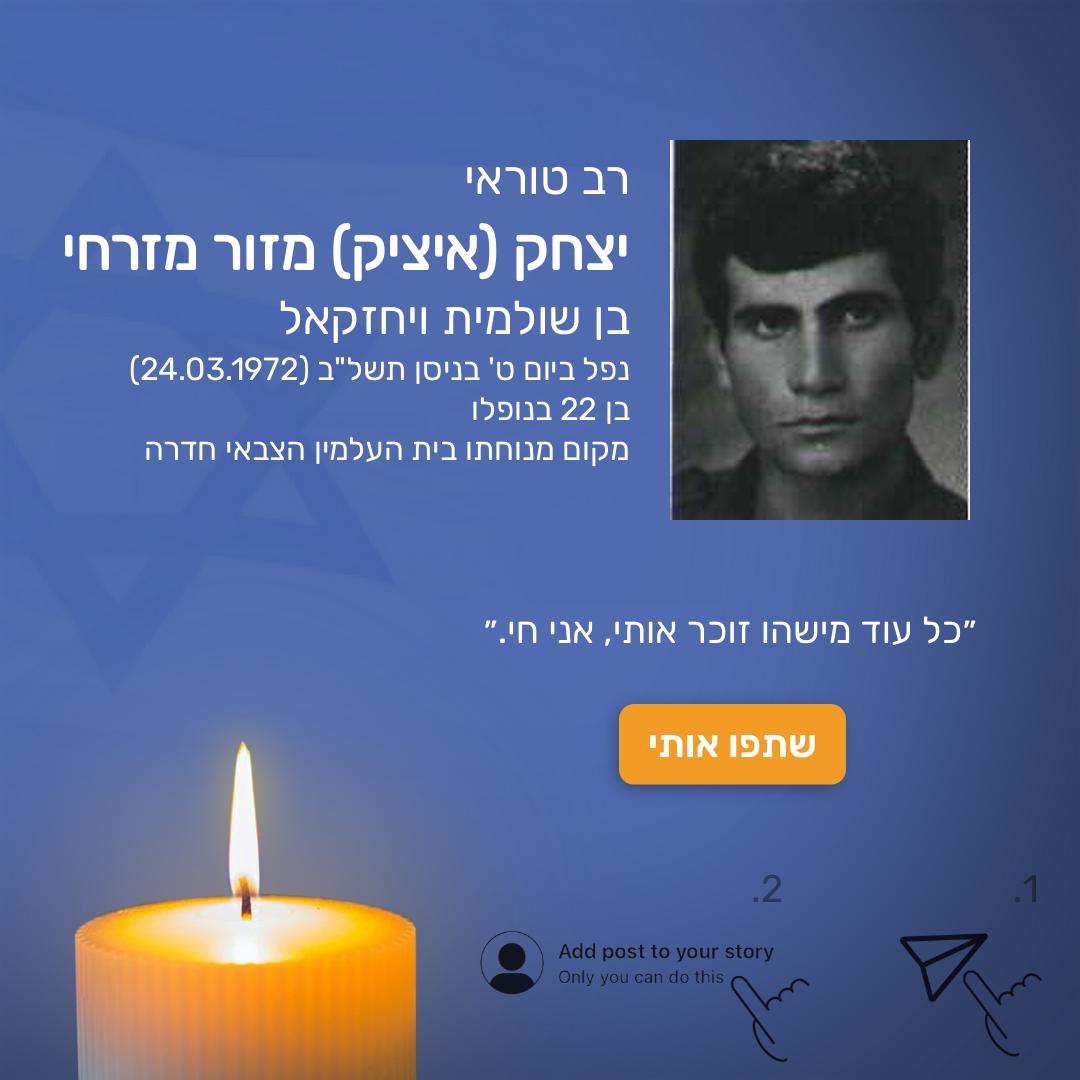 רב טוראי
יצחק (איציק) מזור מזרחי
בן שולמית ויחזקאל
נפל ביום ט' בניסן תשל"ב (24.03.1972)
בן 22 בנופלו
מקום מנוחתו בית העלמין הצבאי חדרה
״כל עוד מישהו זוכר אותי, אני חי.״
שתפו אותי
1.
2.
Add post to your story
Only you can do this